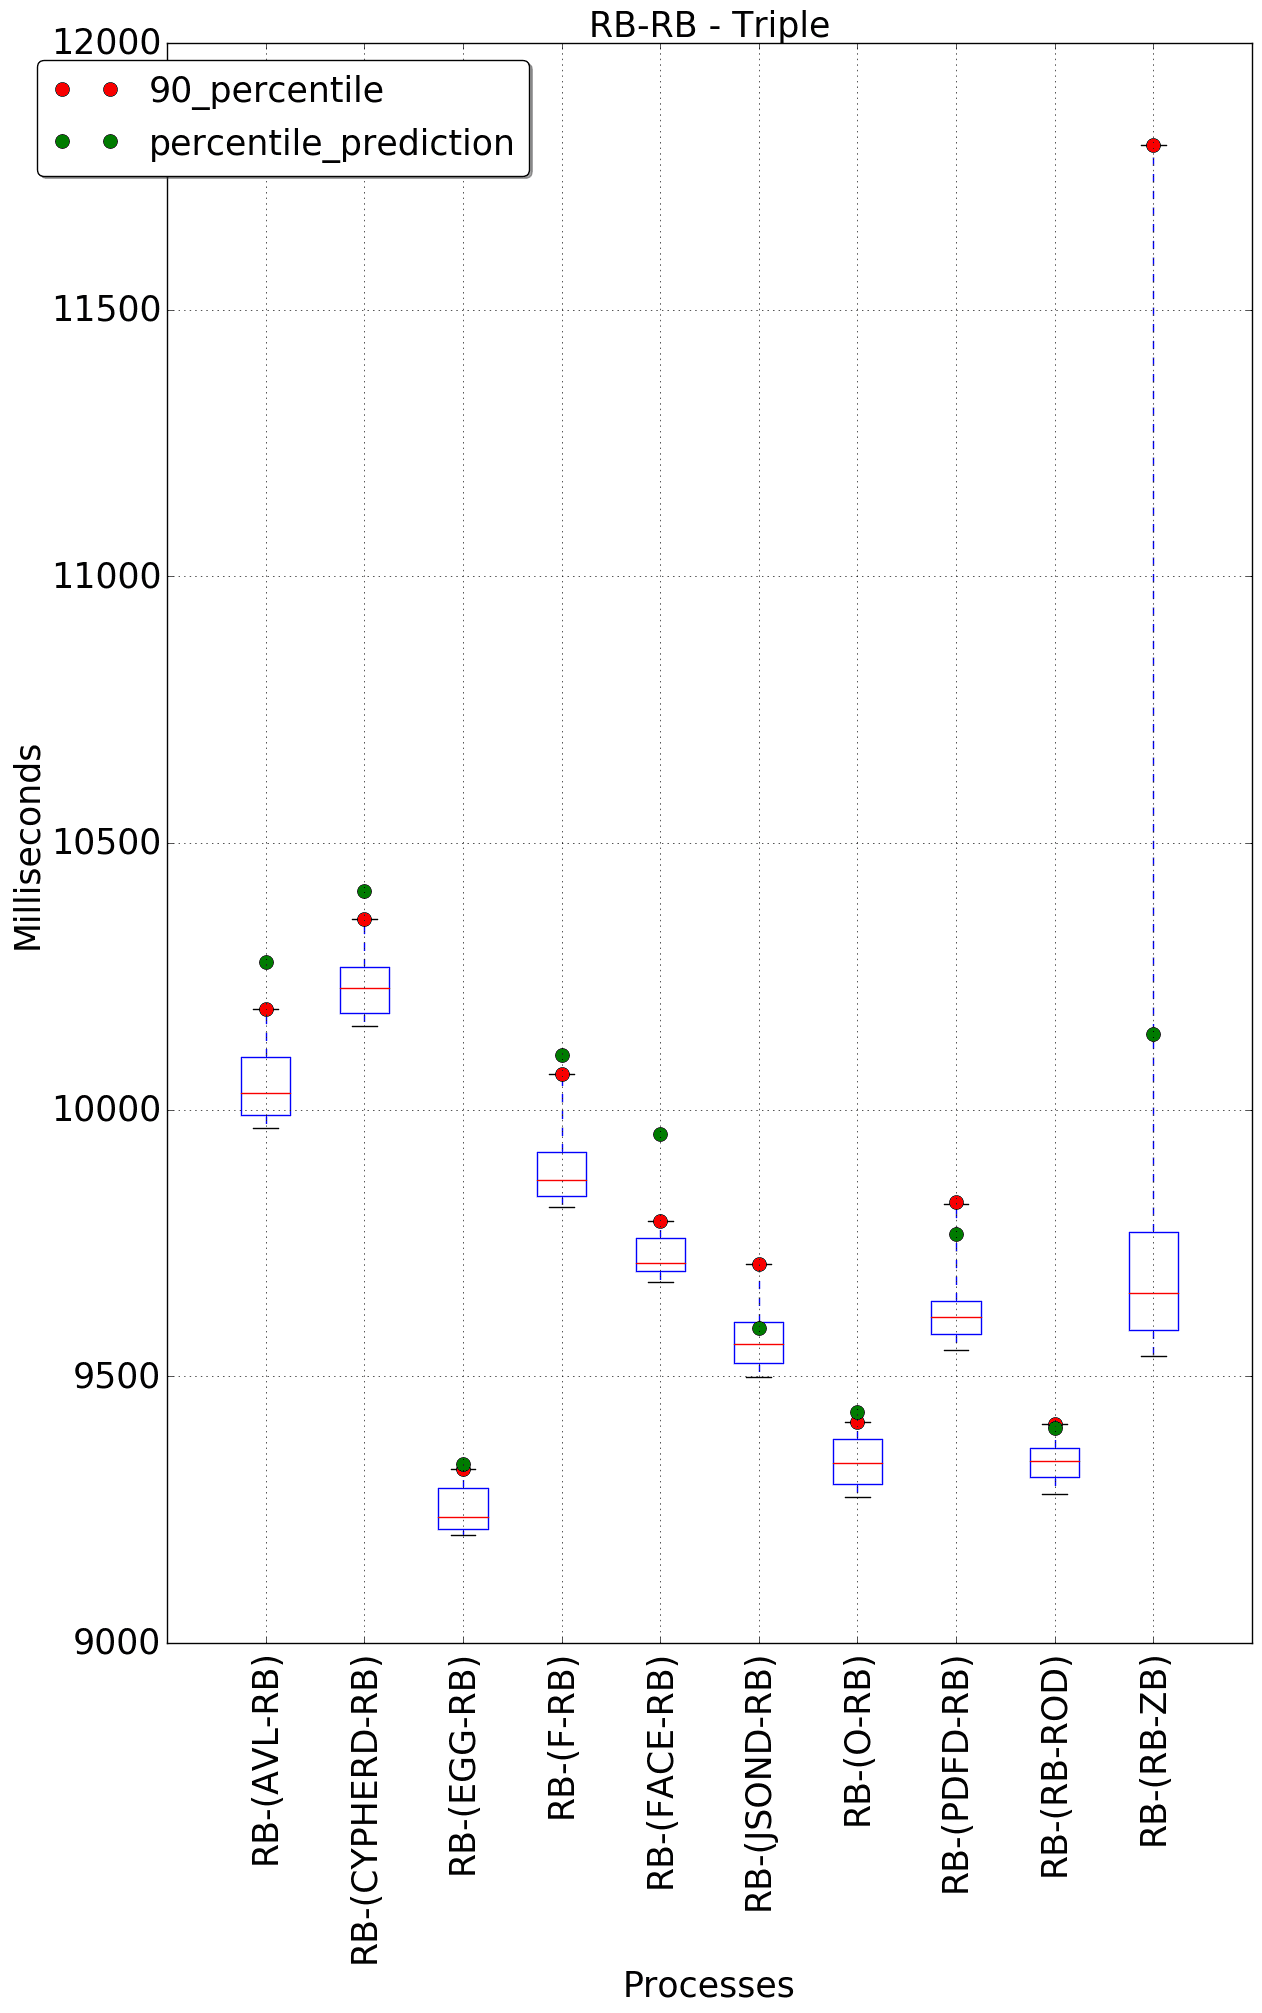 RB-RB - Triple
12000
90_percentile
percentile_prediction
11500
11000
10500
10000
9500
9000
Milliseconds
RB-(AVL-RB)
RB-(CYPHERD-RB)
RB-(EGG-RB)
RB-(F-RB)
RB-(FACE-RB)
RB-(JSOND-RB)
RB-(O-RB)
RB-(PDFD-RB)
RB-(RB-ROD)
RB-(RB-ZB)
Processes